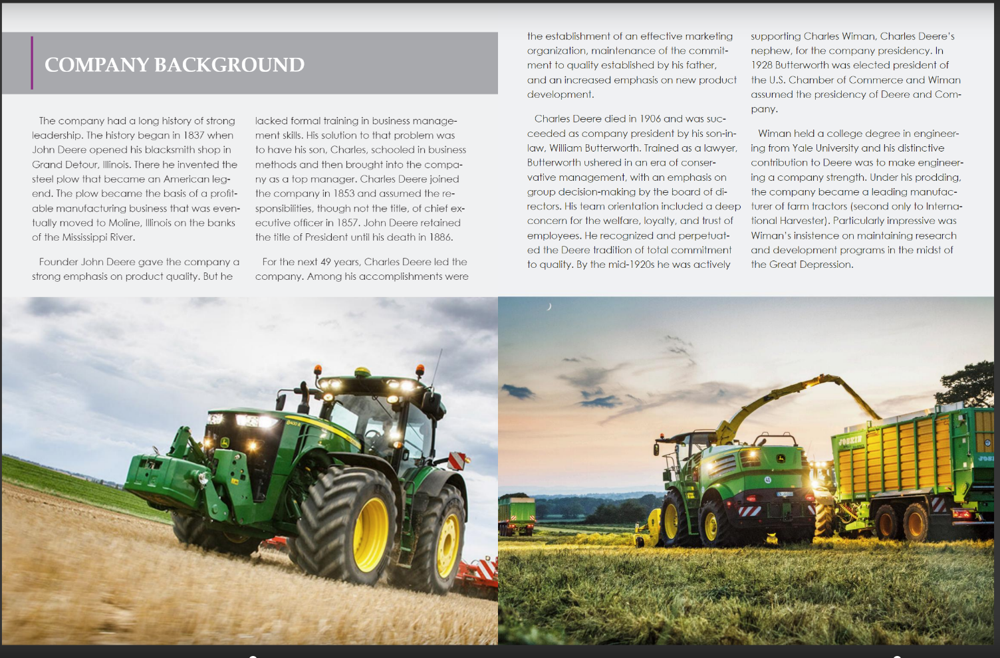 COMPANY BACKGROUND
The company had a long history of strong
leadership. The history began in 1837 when
John Deere opened his blacksmith shop in
Grand Detour, Illinois. There he invented the
steel plow that became an American leg-
end. The plow became the basis of a profit-
able manufacturing business that was even-
tually moved to Moline, Illinois on the banks
of the Mississippi River.
Founder John Deere gave the company a
strong emphasis on product quality. But he
lacked formal training in business manage-
ment skills. His solution to that problem was
to have his son, Charles, schooled in business
methods and then brought into the compa-
ny as a top manager. Charles Deere joined
the company in 1853 and assumed the re-
sponsibilities, though not the title, of chief ex-
ecutive officer in 1857. John Deere retained
the title of President until his death in 1886.
For the next 49 years, Charles Deere led the
company. Among his accomplishments were
the establishment of an effective marketing
organization, maintenance of the commit-
ment to quality established by his father,
and an increased emphasis on new product
development.
Charles Deere died in 1906 and was suc-
ceeded as company president by his son-in-
law, William Butterworth. Trained as a lawyer,
Butterworth ushered in an era of conser-
vative management, with an emphasis on
group decision-making by the board of di-
rectors. His team orientation included a deep
concern for the welfare, loyalty, and trust of
employees. He recognized and perpetuat-
ed the Deere tradition of total commitment
to quality. By the mid-1920s he was actively
supporting Charles Wiman, Charles Deere's
nephew, for the company presidency. In
1928 Butterworth was elected president of
the U.S. Chamber of Commerce and Wiman
assumed the presidency of Deere and Com-
pany.
Wiman held a college degree in engineer-
ing from Yale University and his distinctive
contribution to Deere was to make engineer-
ing a company strength. Under his prodding,
the company became a leading manufac-
turer of farm tractors (second only to Interna-
tional Harvester). Particularly impressive was
Wiman's insistence on maintaining research
and development programs in the midst of
the Great Depression.
8400 R
JOSKIN
40